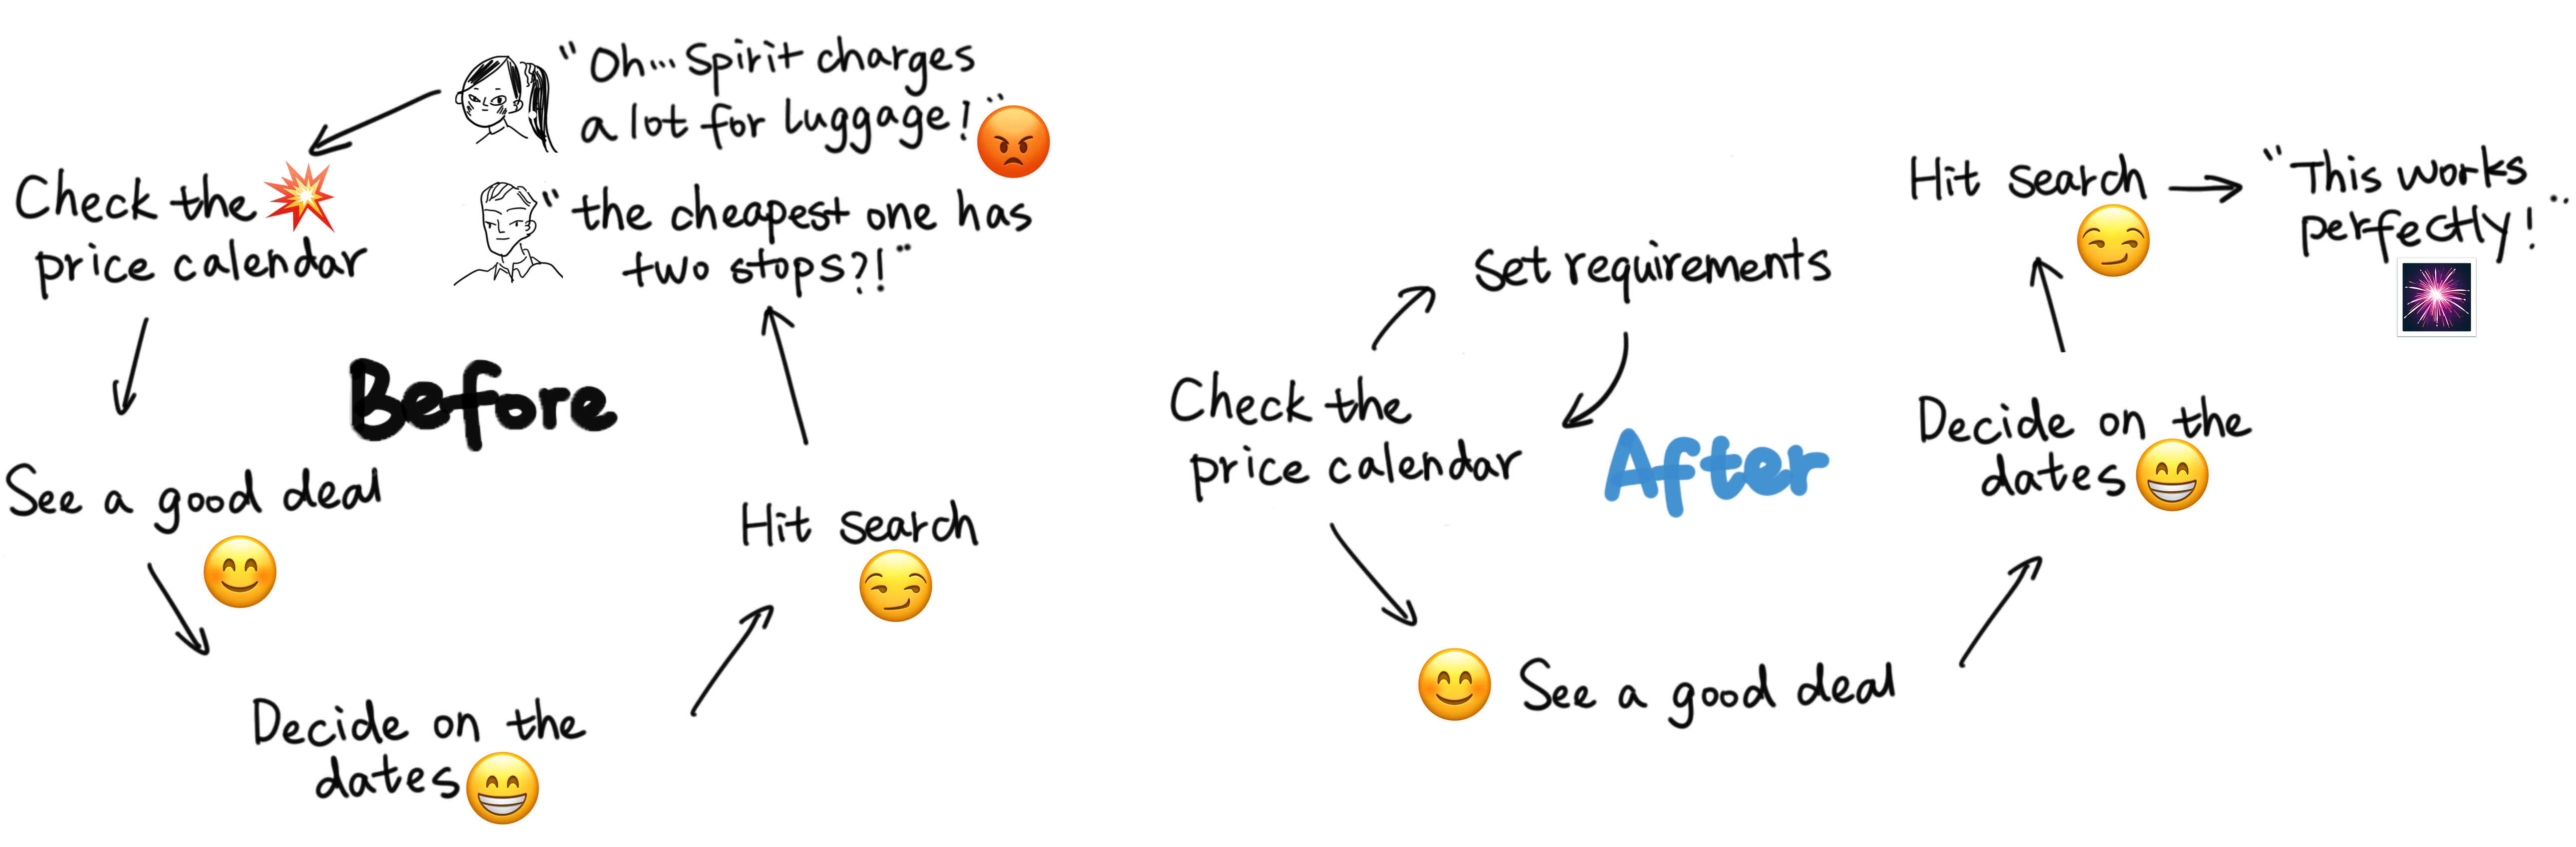 “Oh... Spirit charges
a lot for luggage!”
Check the
price calendar
“the cheapest one has
two stops?!”
Before
See a good deal
Hit search
Decide on the
dates
Hit search
“This works
perfectly!”
Set requirements
Check the
price calendar
After
Decide on the
dates
See a good deal